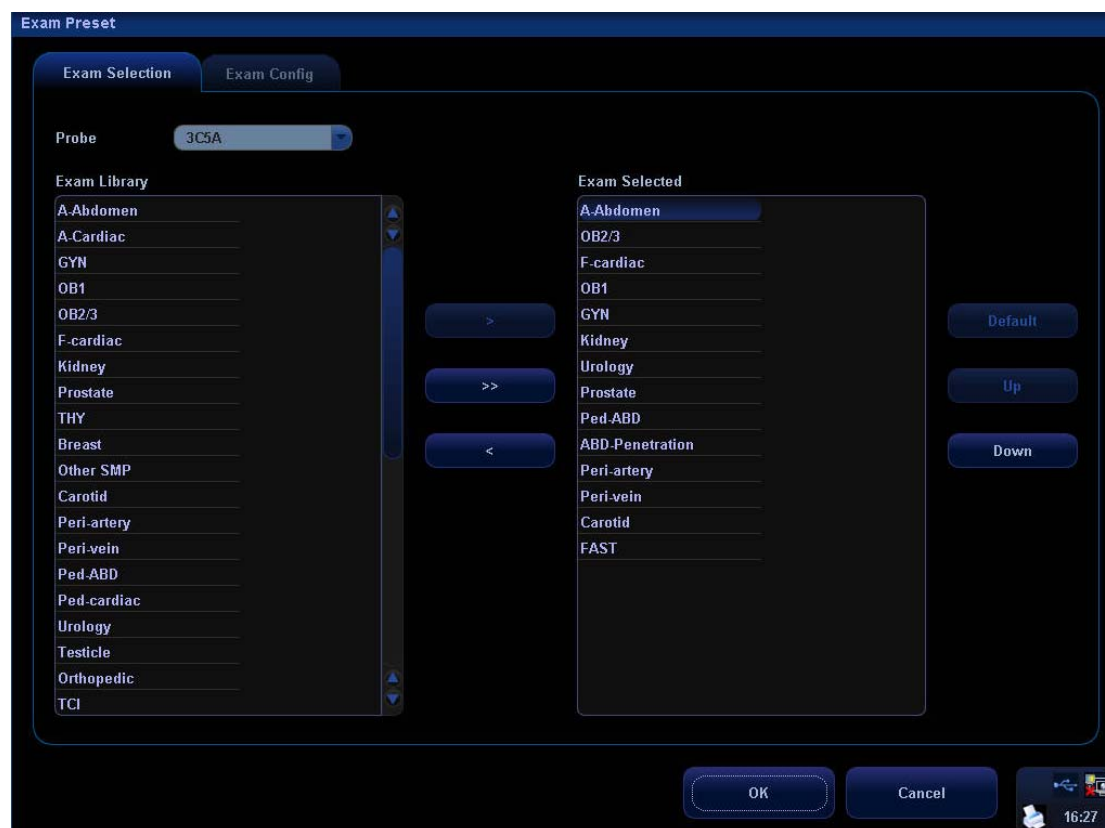 Exam Preset
Exam Selection
Exam Config
Probe
3C5A
Exam Library
A-Abdomen
A-Cardiac
GYN
OB1
OB2/3
F-cardiac
Kidney
Prostate
THY
Breast
Other SMP
Carotid
Peri-artery
Peri-vein
Ped-ABD
Ped-cardiac
Urology
Testicle
Orthopedic
TCI
>
>>
<
Exam Selected
A-Abdomen
OB2/3
F-cardiac
OB1
GYN
Kidney
Urology
Prostate
Ped-ABD
ABD-Penetration
Peri-artery
Peri-vein
Carotid
FAST
Default
Up
Down
OK
Cancel
16:27